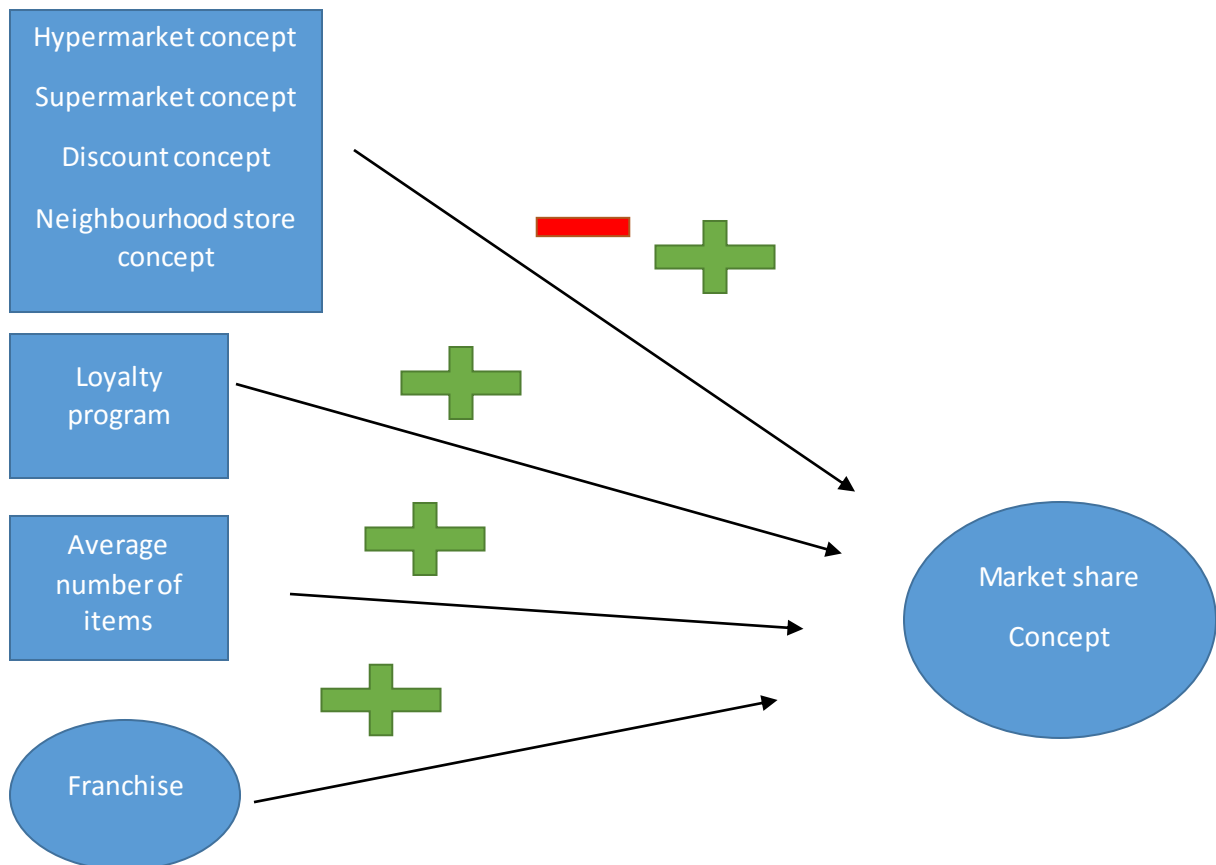 Hypermarket concept
Supermarket concept
Discount concept
Neighbourhood store
concept
Loyalty
program
Average
number of
items
Franchise
Market share
Concept